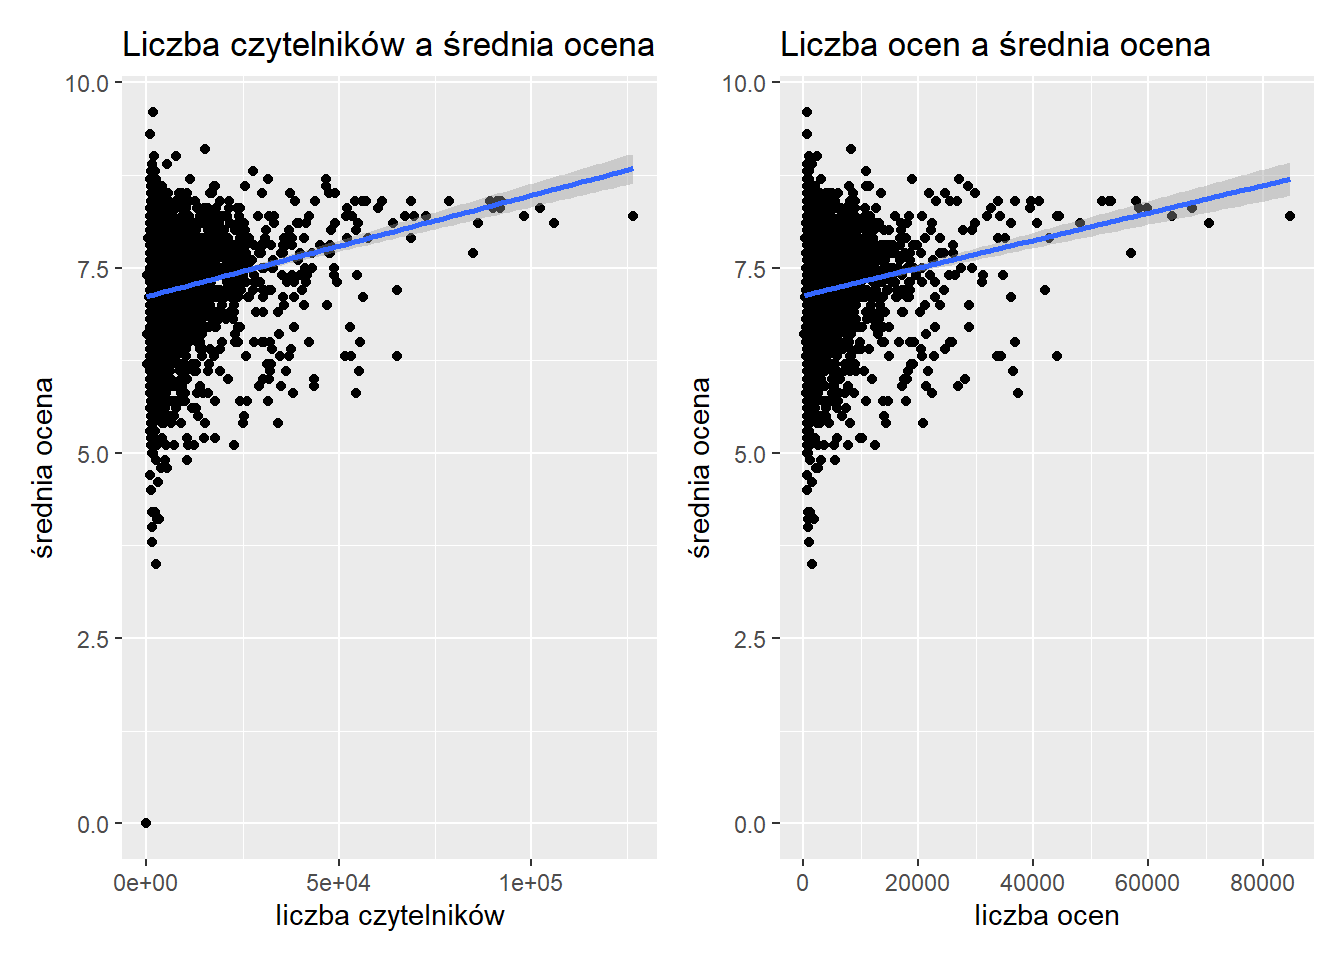 Liczba czytelników a średnia ocena
średnia ocena
10.0
7.5
5.0
2.5
0.0
0e+00 5e+04 1e+05
liczba czytelników
Liczba ocen a średnia ocena
średnia ocena
10.0
7.5
5.0
2.5
0.0
0 20000 40000 60000 80000
liczba ocen